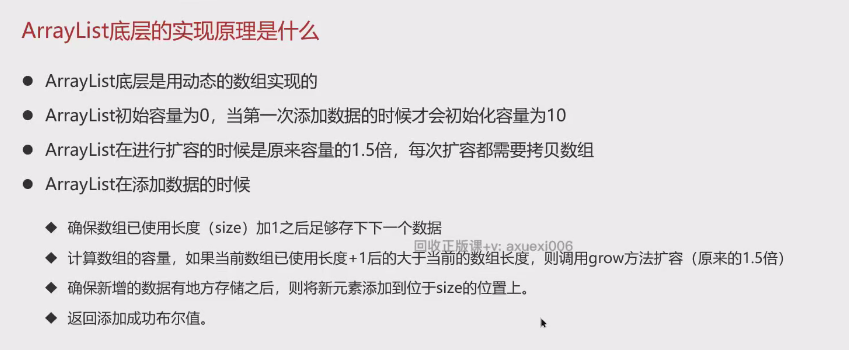 ArrayList底层的实现原理是什么
ArrayList底层是用动态的数组实现的
ArrayList初始容量为0，当第一次添加数据的时候才会初始化容量为10
ArrayList在进行扩容的时候是原来容量的1.5倍，每次扩容都需要拷贝数组
ArrayList在添加数据的时候
确保数组已使用长度（size）加1之后足够存下下一个数据
回收正版课+v: axuexi006
计算数组的容量，如果当前数组已使用长度+1后的大于当前的数组长度，则调用grow方法扩容（原来的1.5倍）
确保新增的数据有地方存储之后，则将新元素添加到位于size的位置上。
返回添加成功布尔值。